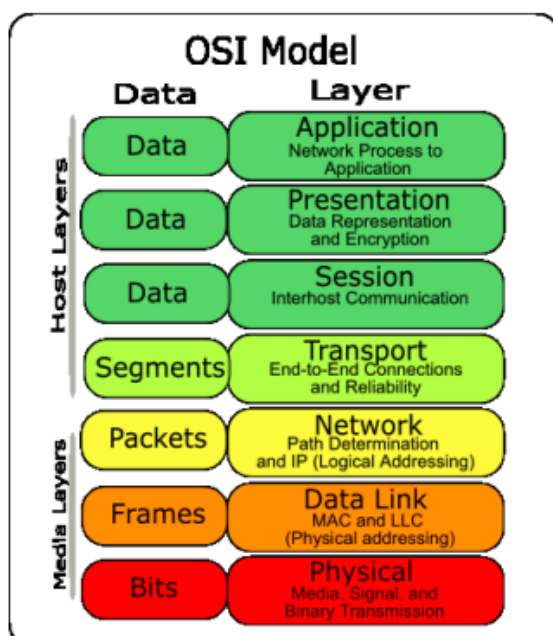 OSI Model
Data Layer
Host Layers
Data
Application
Network Process to
Application
Data
Presentation
Data Representation
and Encryption
Data
Session
Interhost Communication
Segments
Transport
End-to-End Connections
and Reliability
Media Layers
Packets
Network
Path Determination
and IP (Logical Addressing)
Frames
Data Link
MAC and LLC
(Physical addressing)
Bits
Physical
Media, Signal, and
Binary Transmission